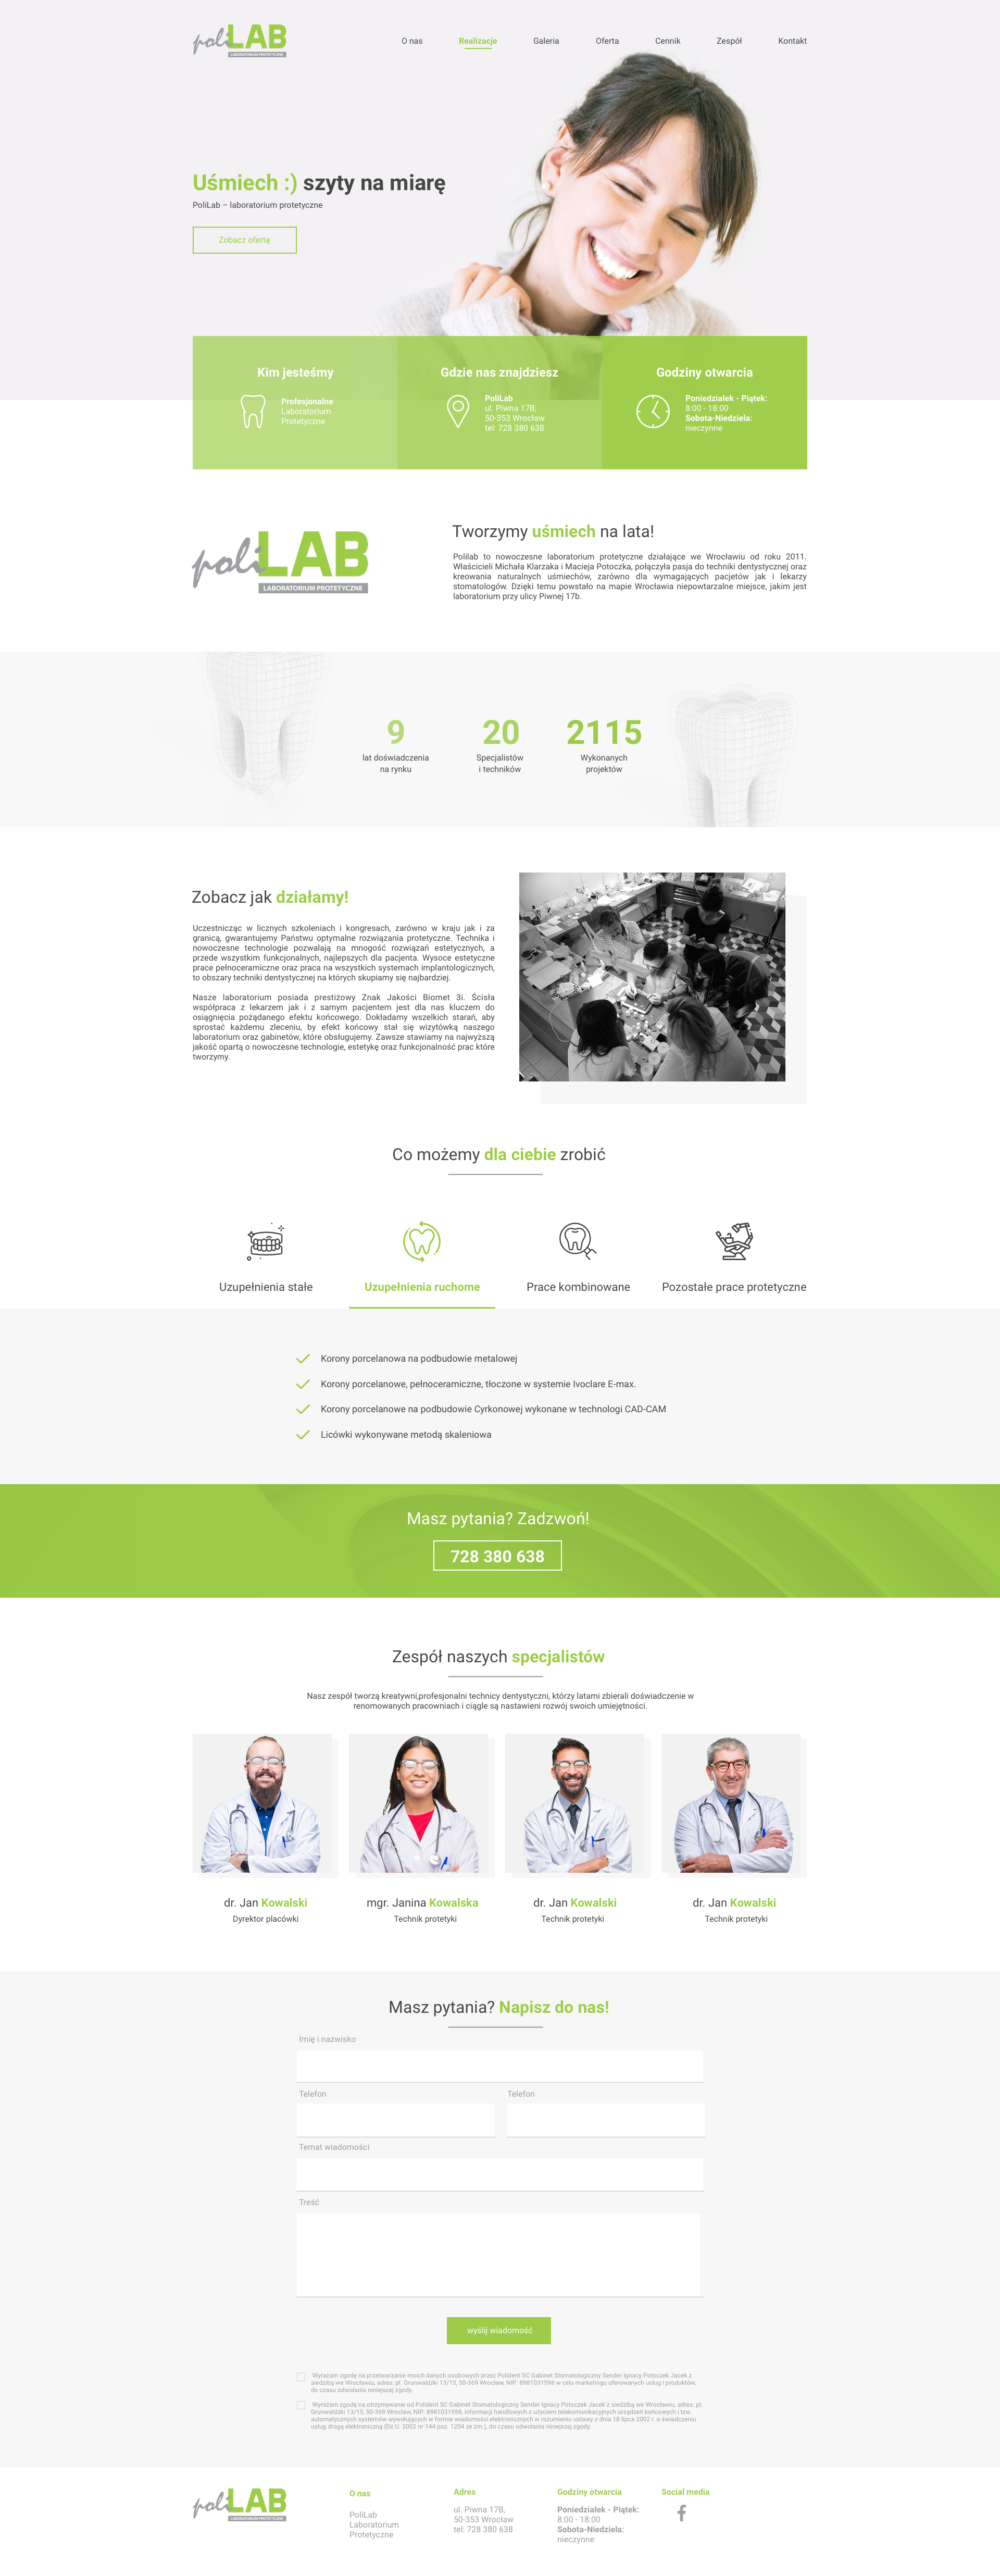 poliLAB
LABORATORIUM PROTETYCZNE
O nas Realizacje Galeria Oferta Cennik Zespół Kontakt
Uśmiech :) szyty na miarę
PoliLab – laboratorium protetyczne
Zobacz ofertę
Kim jesteśmy
Profesjonalne
Laboratorium
Protetyczne
Gdzie nas znajdziesz
PoliLab
ul. Piwna 17B,
50-353 Wrocław
tel: 728 380 638
Godziny otwarcia
Poniedziałek - Piątek:
8:00 - 18:00
Sobota-Niedziela:
nieczynne
poliLAB
LABORATORIUM PROTETYCZNE
Tworzymy uśmiech na lata!
Polilab to nowoczesne laboratorium protetyczne działające we Wrocławiu od roku 2011.
Właścicieli Michała Klarzaka i Macieja Potoczka, połączyła pasja do techniki dentystycznej oraz
kreowania naturalnych uśmiechów, zarówno dla wymagających pacjetów jak i lekarzy
stomatologów. Dzięki temu powstało na mapie Wrocławia niepowtarzalne miejsce, jakim jest
laboratorium przy ulicy Piwnej 17b.
9
lat doświadczenia
na rynku
20
Specjalistów
i techników
2115
Wykonanych
projektów
Zobacz jak działamy!
Uczestnicząc w licznych szkoleniach i kongresach, zarówno w kraju jak i za
granicą, gwarantujemy Państwu optymalne rozwiązania protetyczne. Technika i
nowoczesne technologie pozwalają na mnogość rozwiązań estetycznych, a
przede wszystkim funkcjonalnych, najlepszych dla pacjenta. Wysoce estetyczne
prace pełnoceramiczne oraz praca na wszystkich systemach implantologicznych,
to obszary techniki dentystycznej na których skupiamy się najbardziej.
Nasze laboratorium posiada prestiżowy Znak Jakości Biomet 3i. Ścisła
współpraca z lekarzem jak i z samym pacjentem jest dla nas kluczem do
osiągnięcia pożądanego efektu końcowego. Dokładamy wszelkich starań, aby
sprostać każdemu zleceniu, by efekt końcowy stał się wizytówką naszego
laboratorium oraz gabinetów, które obsługujemy. Zawsze stawiamy na najwyższą
jakość opartą o nowoczesne technologie, estetykę oraz funkcjonalność prac które
tworzymy.
Co możemy dla ciebie zrobić
Uzupełnienia stałe
Uzupełnienia ruchome
Prace kombinowane
Pozostałe prace protetyczne
Korony porcelanowa na podbudowie metalowej
Korony porcelanowe, pełnoceramiczne, tłoczone w systemie Ivoclare E-max.
Korony porcelanowe na podbudowie Cyrkonowej wykonane w technologi CAD-CAM
Licówki wykonywane metodą skaleniowa
Masz pytania? Zadzwoń!
728 380 638
Zespół naszych specjalistów
Nasz zespół tworzą kreatywni,profesjonalni technicy dentystyczni, którzy latami zbierali doświadczenie w
renomowanych pracowniach i ciągle są nastawieni rozwój swoich umiejętności.
dr. Jan Kowalski
Dyrektor placówki
mgr. Janina Kowalska
Technik protetyki
dr. Jan Kowalski
Technik protetyki
dr. Jan Kowalski
Technik protetyki
Masz pytania? Napisz do nas!
Imię i nazwisko
Telefon
Telefon
Temat wiadomości
Treść
wyślij wiadomość
Wyrażam zgodę na przetwarzanie moich danych osobowych przez Polident SC Gabinet Stomatologiczny Sender Ignacy Potoczek Jacek z
siedzibą we Wrocławiu, adres: pl. Grunwaldzki 13/15, 50-369 Wrocław, NIP: 8981031598 w celu marketingu oferowanych usług i produktów,
do czasu odwołania niniejszej zgody.
Wyrażam zgodę na otrzymywanie od Polident SC Gabinet Stomatologiczny Sender Ignacy Potoczek Jacek z siedzibą we Wrocławiu, adres: pl.
Grunwaldzki 13/15, 50-369 Wrocław, NIP: 8981031598, informacji handlowych z użyciem telekomunikacyjnych urządzeń końcowych i tzw.
automatycznych systemów wywołujących w formie wiadomości elektronicznych w rozumieniu ustawy z dnia 18 lipca 2002 r. o świadczeniu
usług drogą elektroniczną (Dz.U. 2002 nr 144 poz. 1204 ze zm.), do czasu odwołania niniejszej zgody.
poliLAB
LABORATORIUM PROTETYCZNE
O nas
PoliLab
Laboratorium
Protetyczne
Adres
ul. Piwna 17B,
50-353 Wrocław
tel: 728 380 638
Godziny otwarcia
Poniedziałek - Piątek:
8:00 - 18:00
Sobota-Niedziela:
nieczynne
Social media